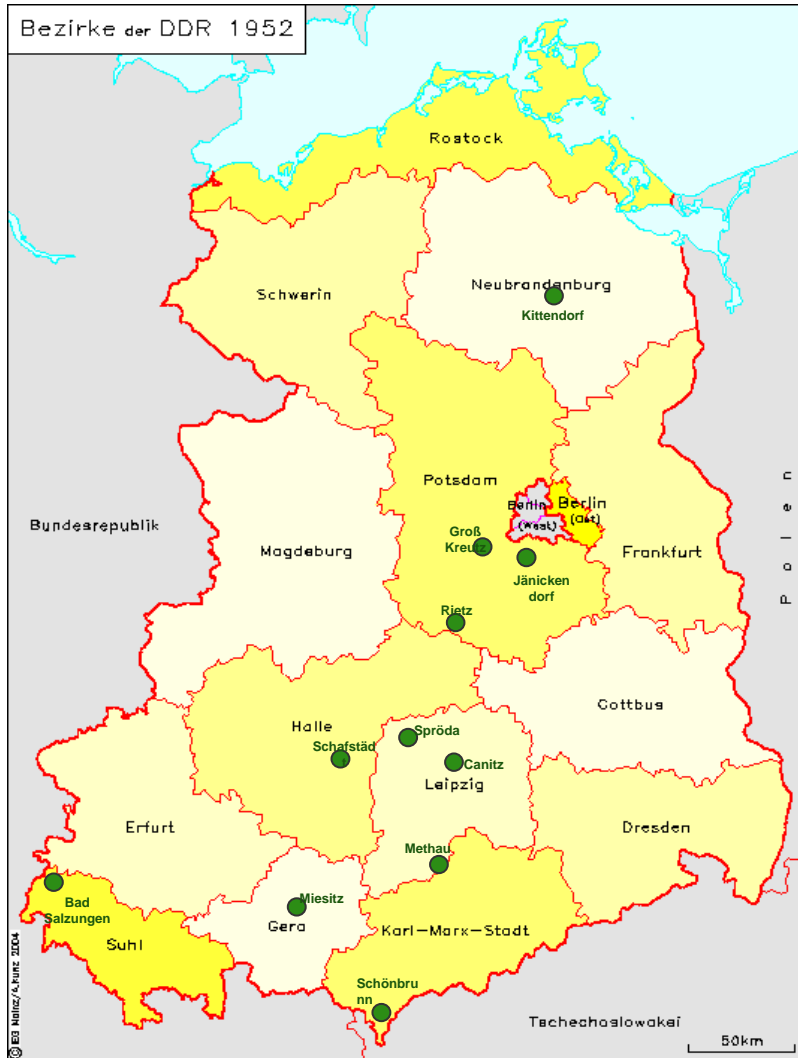 Bezirke der DDR 1952
Rostock
Schwerin
Neubrandenburg
Kittendorf
Potsdam
Berlin
(West)
Berlin
(Ost)
Bundesrepublik
Magdeburg
Groß
Kreutz
Jänicken
dorf
Frankfurt
Polen
Rietz
Cottbus
Halle
Schafstäd
t
Spröda
Canitz
Leipzig
Erfurt
Methau
Dresden
Bad
Salzungen
Suhl
Miesitz
Gera
Karl-Marx-Stadt
Schönbru
nn
Tschechoslowakei
50km
© IEG Mainz/A.Kunz 2004